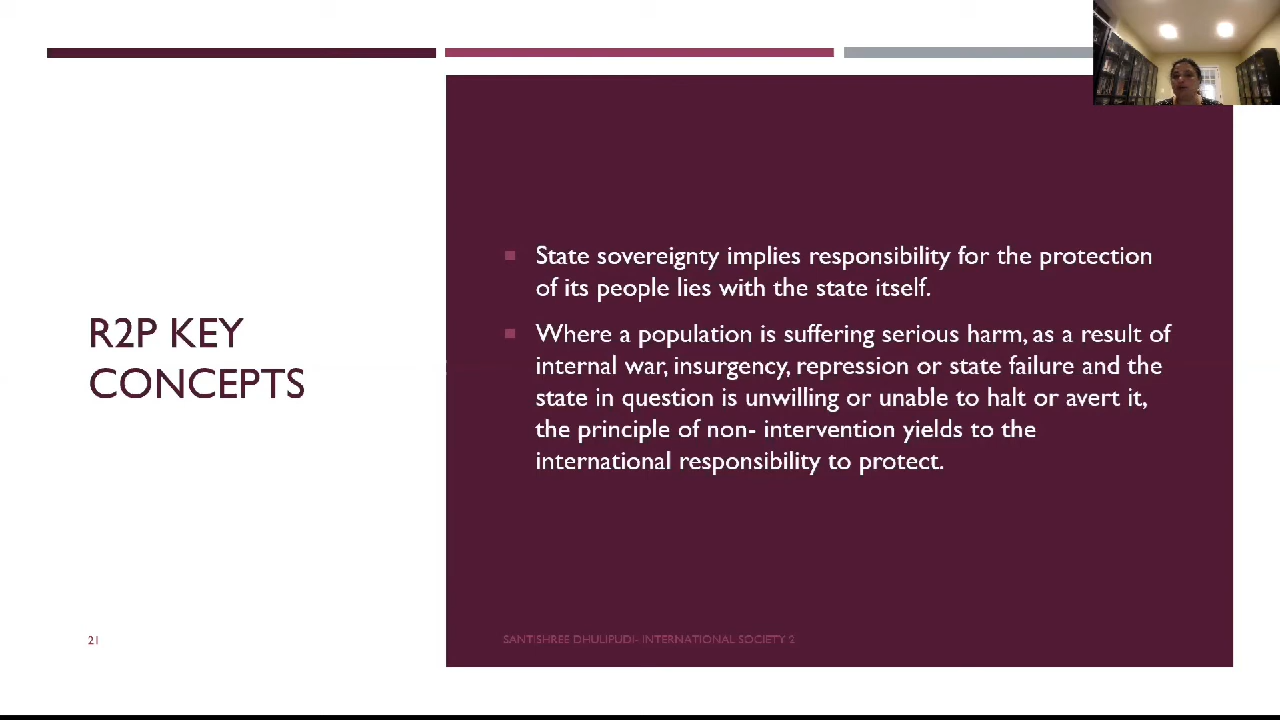 R2P KEY
CONCEPTS
State sovereignty implies responsibility for the protection
of its people lies with the state itself.
Where a population is suffering serious harm, as a result of
internal war, insurgency, repression or state failure and the
state in question is unwilling or unable to halt or avert it,
the principle of non- intervention yields to the
international responsibility to protect.
21
SANTISHREE DHULIPUDI- INTERNATIONAL SOCIETY 2